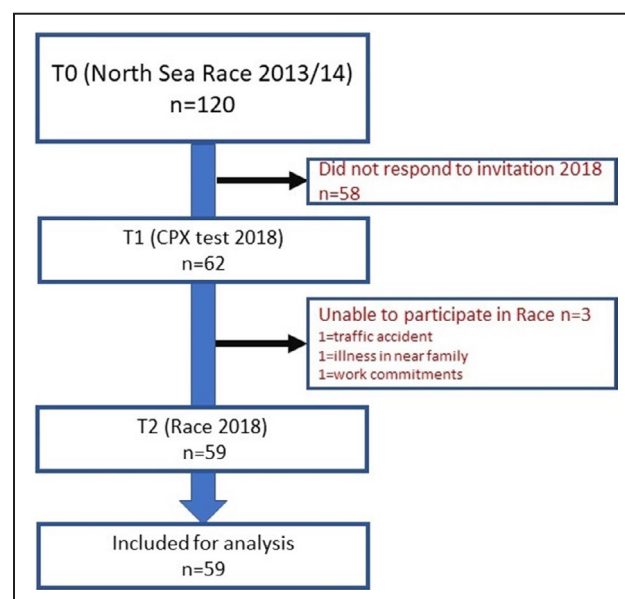 T0 (North Sea Race 2013/14)
n=120
Did not respond to invitation 2018
n=58
T1 (CPX test 2018)
n=62
Unable to participate in Race n=3
1=traffic accident
1=illness in near family
1=work commitments
T2 (Race 2018)
n=59
Included for analysis
n=59